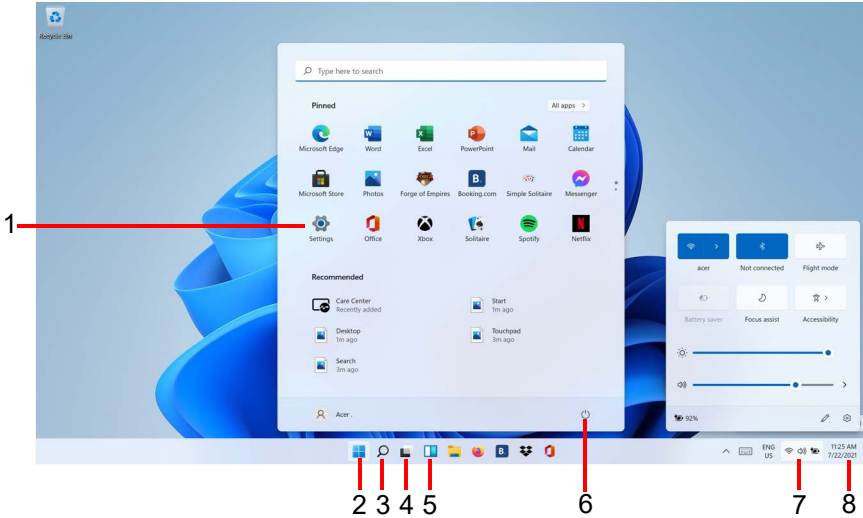 Recycle Bin
Type here to search
Pinned
All apps >
Microsoft Edge Word Excel PowerPoint Mail Calendar
Microsoft Store Photos Forge of Empires Booking.com Simple Solitaire Messenger
1
Settings Office Xbox Solitaire Spotify Netflix
acer Not connected Flight mode
Battery saver Focus assist Accessibility
Recommended
Care Center
Recently added
Start
1m ago
Desktop
1m ago
Touchpad
3m ago
Search
3m ago
Acer .
92%
ENG
US
11:25 AM
7/22/2021
2 3 4 5 6 7 8